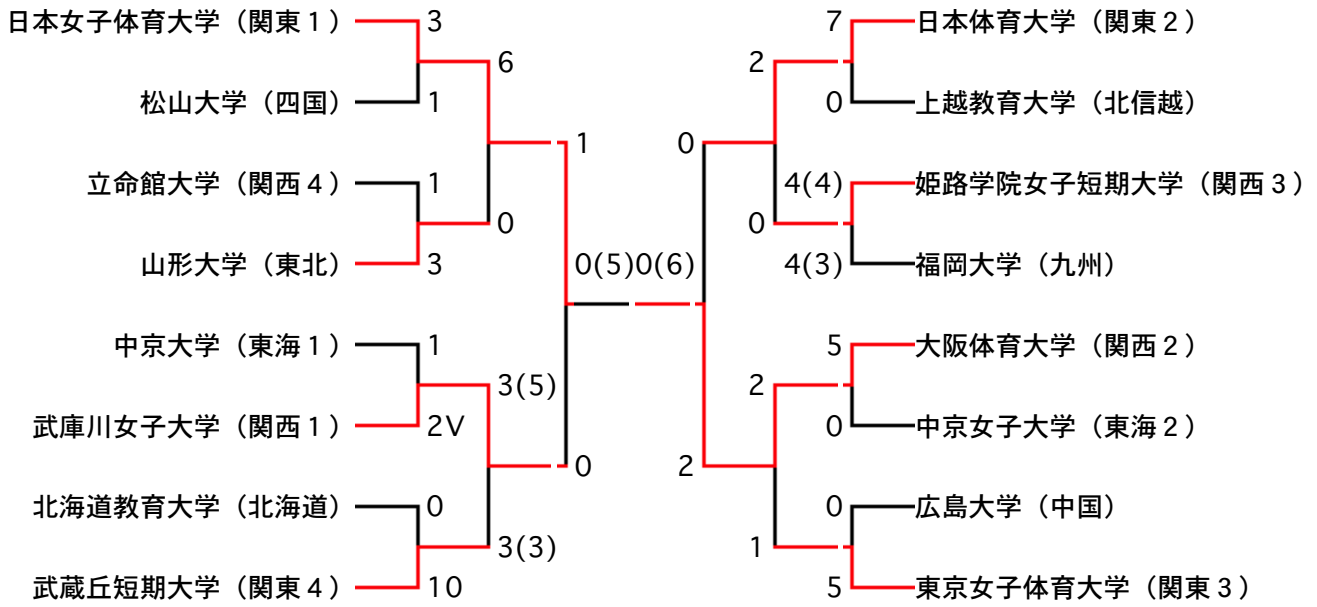 日本女子体育大学（関東１） 3 7 日本体育大学（関東２）
6 2
松山大学（四国） 1 0 上越教育大学（北信越）
1 0
立命館大学（関西４） 1 4(4) 姫路学院女子短期大学（関西３）
0 0
山形大学（東北） 3 0(5) 0(6) 4(3) 福岡大学（九州）
中京大学（東海１） 1 5 大阪体育大学（関西２）
3(5) 2
武庫川女子大学（関西１） 2V 0 中京女子大学（東海２）
0 2
北海道教育大学（北海道） 0 0 広島大学（中国）
3(3) 1
武蔵丘短期大学（関東４） 10 5 東京女子体育大学（関東３）